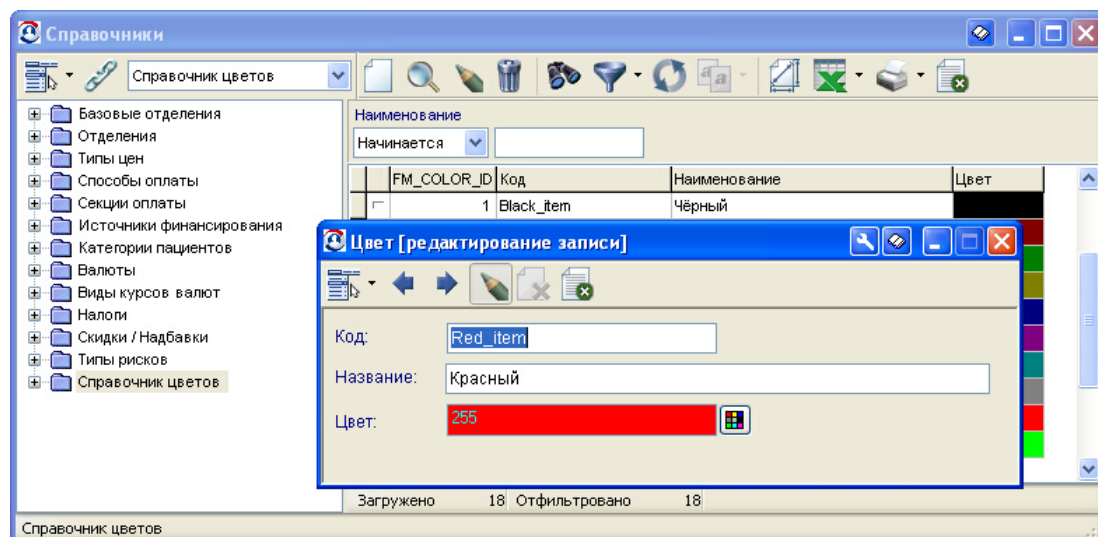 Справочники
Справочник цветов
Базовые отделения
Отделения
Типы цен
Способы оплаты
Секции оплаты
Источники финансирования
Категории пациентов
Валюты
Виды курсов валют
Налоги
Скидки / Надбавки
Типы рисков
Справочник цветов
Наименование
Начинается
FM_COLOR_ID Код Наименование Цвет
1 Black_item Чёрный
Цвет [редактирование записи]
Код: Red_item
Название: Красный
Цвет: 255
Загружено 18 Отфильтровано 18
Справочник цветов